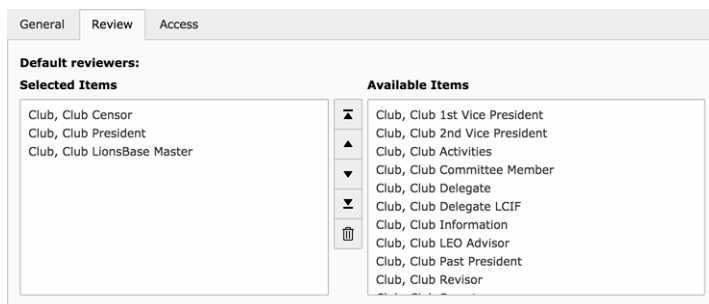 General Review Access
Default reviewers:
Selected Items
Club, Club Censor
Club, Club President
Club, Club LionsBase Master
Available Items
Club, Club 1st Vice President
Club, Club 2nd Vice President
Club, Club Activities
Club, Club Committee Member
Club, Club Delegate
Club, Club Delegate LCIF
Club, Club Information
Club, Club LEO Advisor
Club, Club Past President
Club, Club Revisor